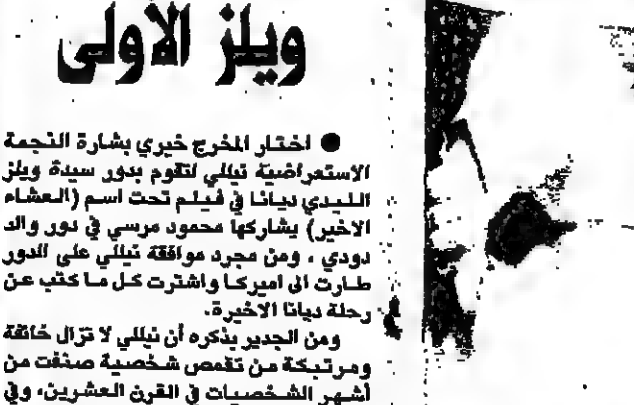 ويلز الأولى
● اختار المخرج خيري بشارة النجمة
الاستعراضية نيللي لتقوم بدور سيدة ويلز
الليدي ديانا في فيلم تحت اسم (العشاء
الاخير) يشاركها محمود مرسي في دور والد
دودي ، ومن مجرد موافقة نيللي على الدور
طارت الى اميركا واشترت كل ما كتب عن
رحلة ديانا الاخيرة.
ومن الجدير بذكره أن نيللي لا تزال خائفة
ومرتبكة من تقمص شخصية صنفت من
أشهر الشخصيات في القرن العشرين، وفي